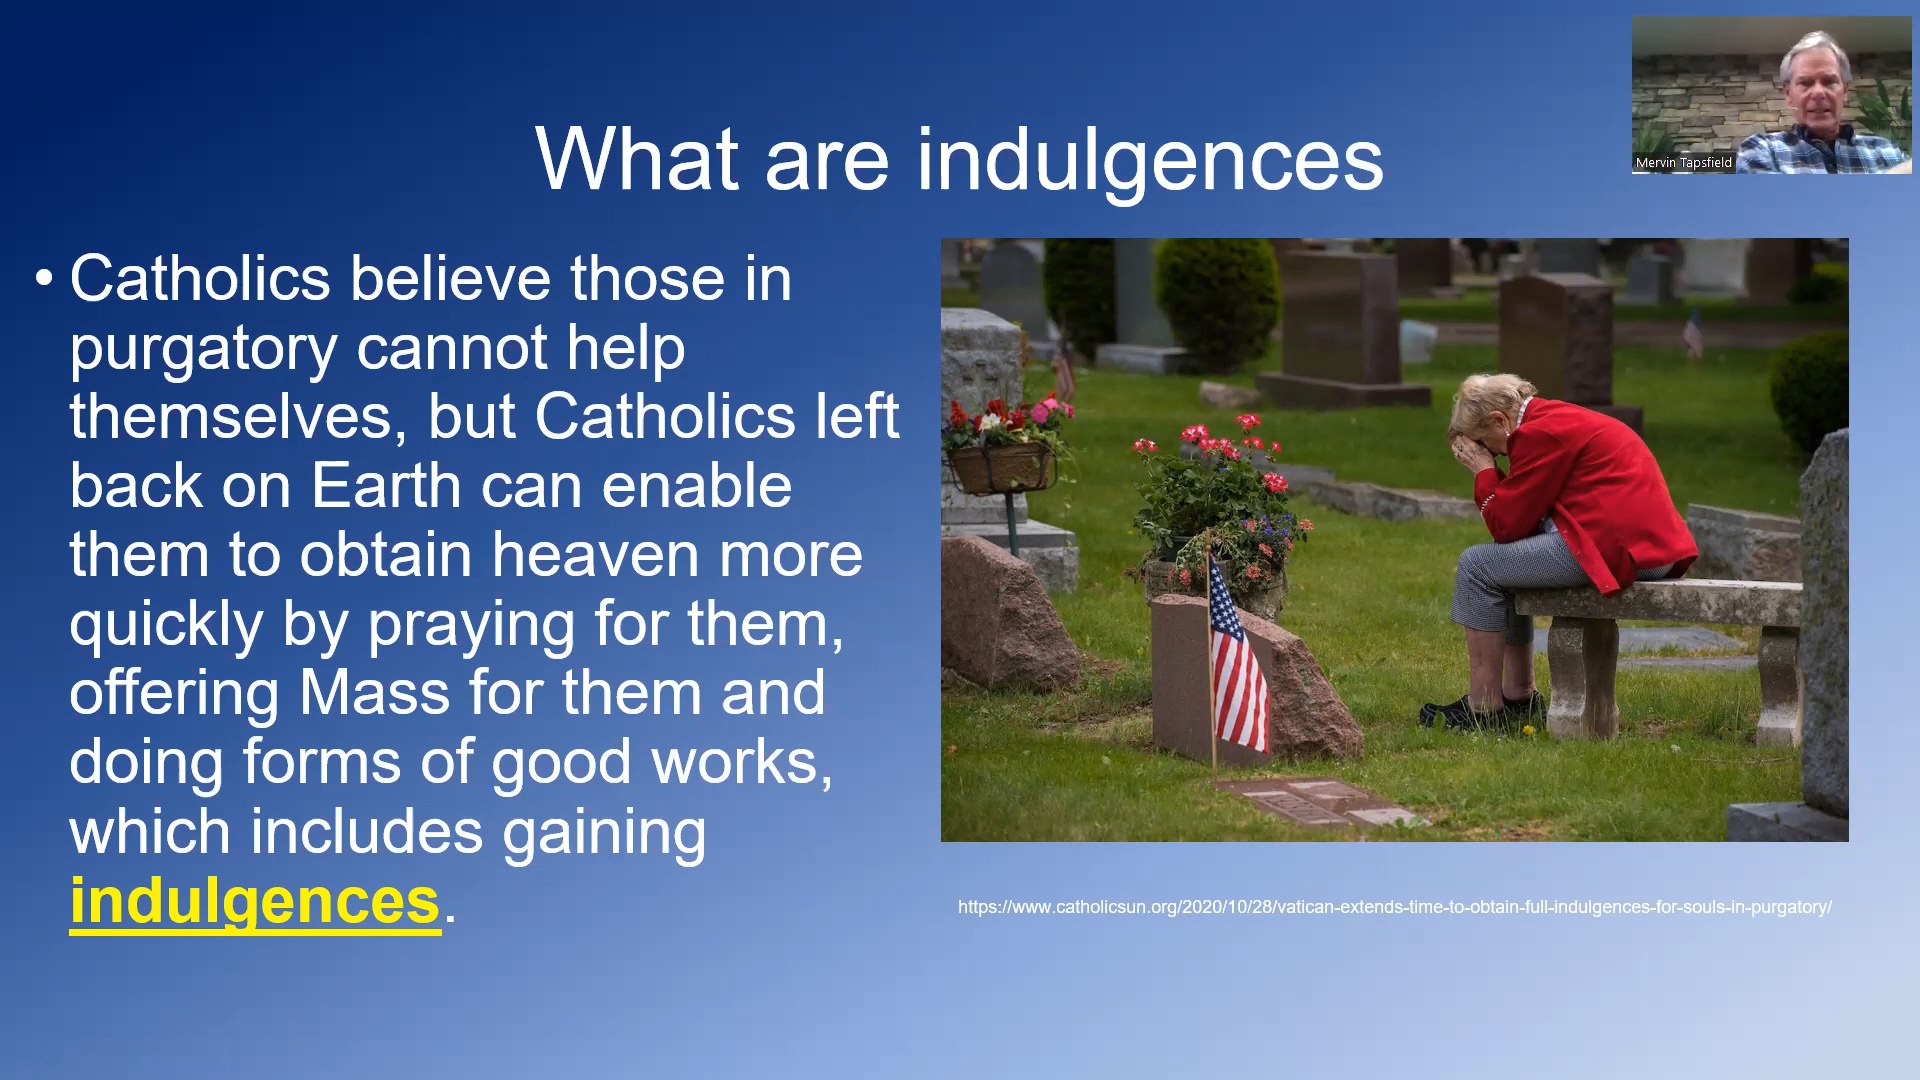 What are indulgences
Mervin Tapsfield
• Catholics believe those in
purgatory cannot help
themselves, but Catholics left
back on Earth can enable
them to obtain heaven more
quickly by praying for them,
offering Mass for them and
doing forms of good works,
which includes gaining
indulgences.
https://www.catholicsun.org/2020/10/28/vatican-extends-time-to-obtain-full-indulgences-for-souls-in-purgatory/